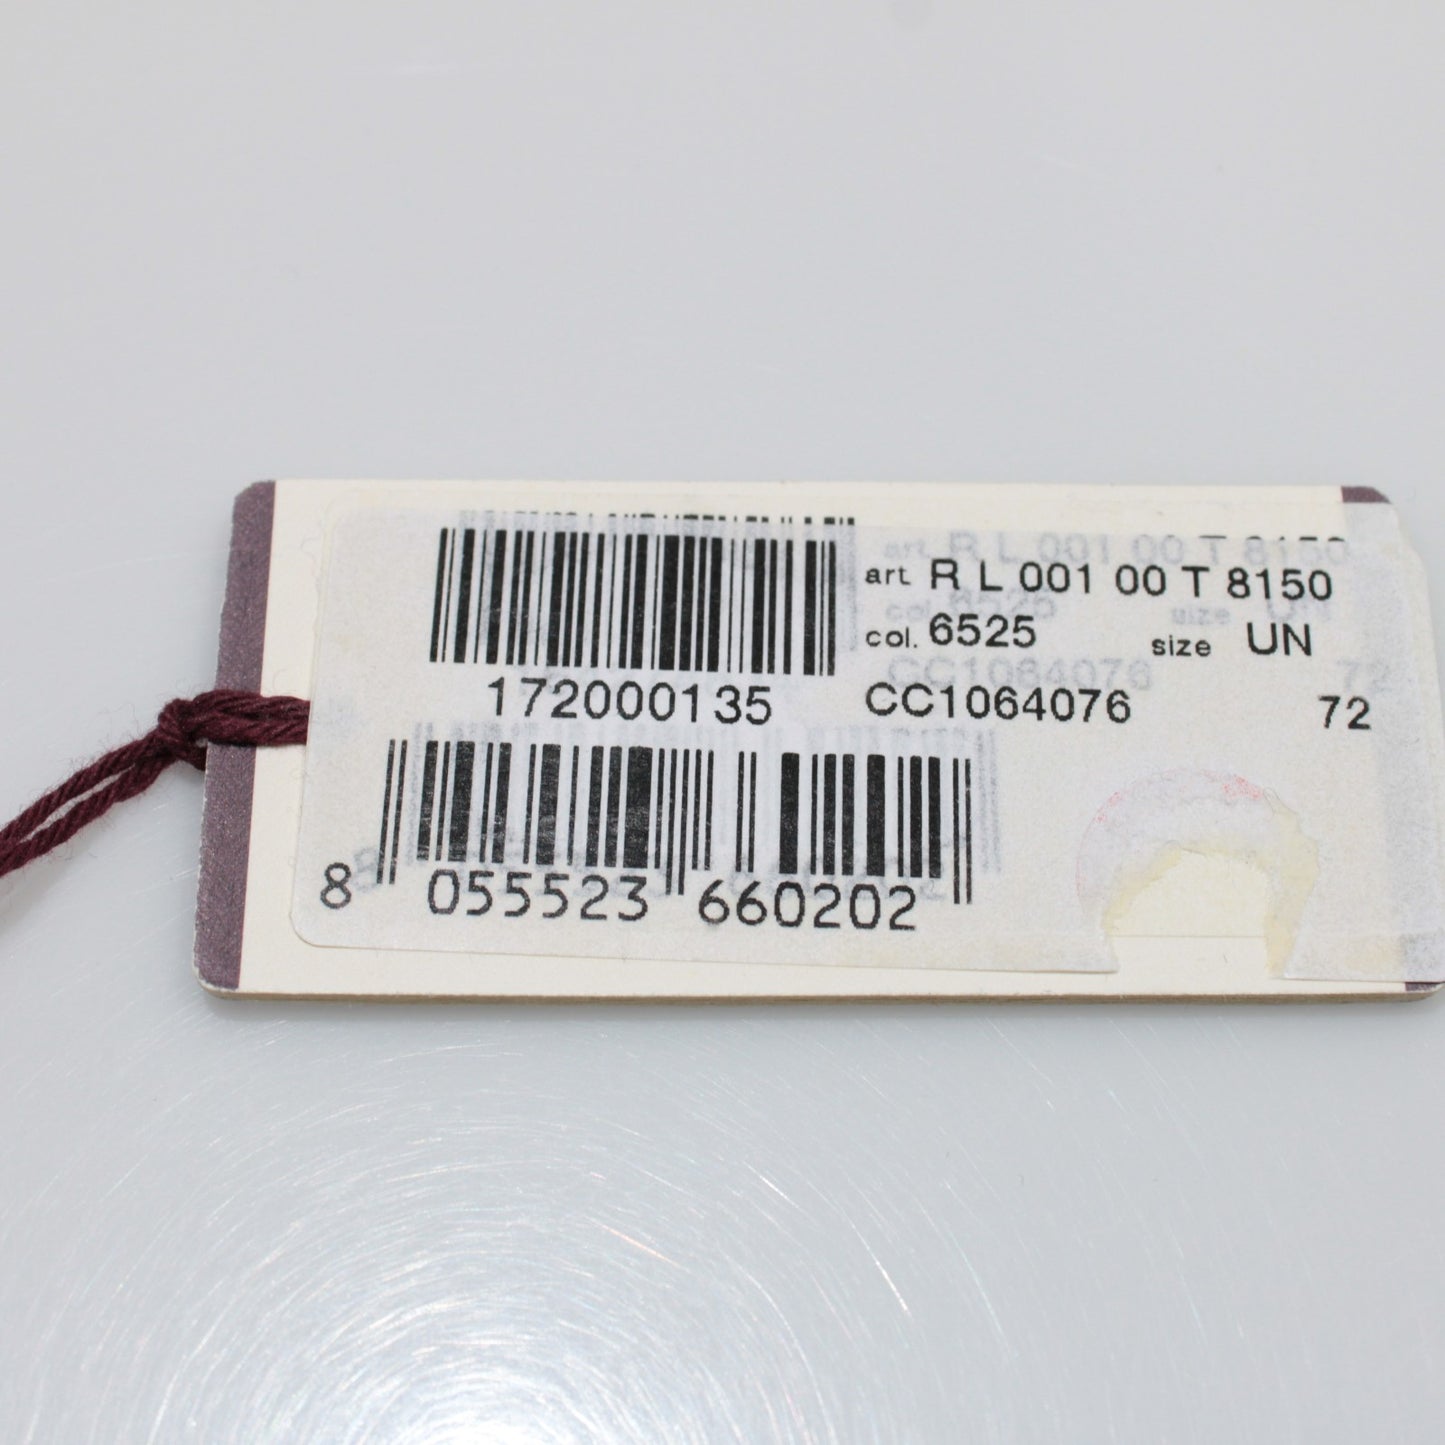 art. R L 001 00 T 8150
col. 6525 size UN
172000135 CC1064076 72
8 055523 660202